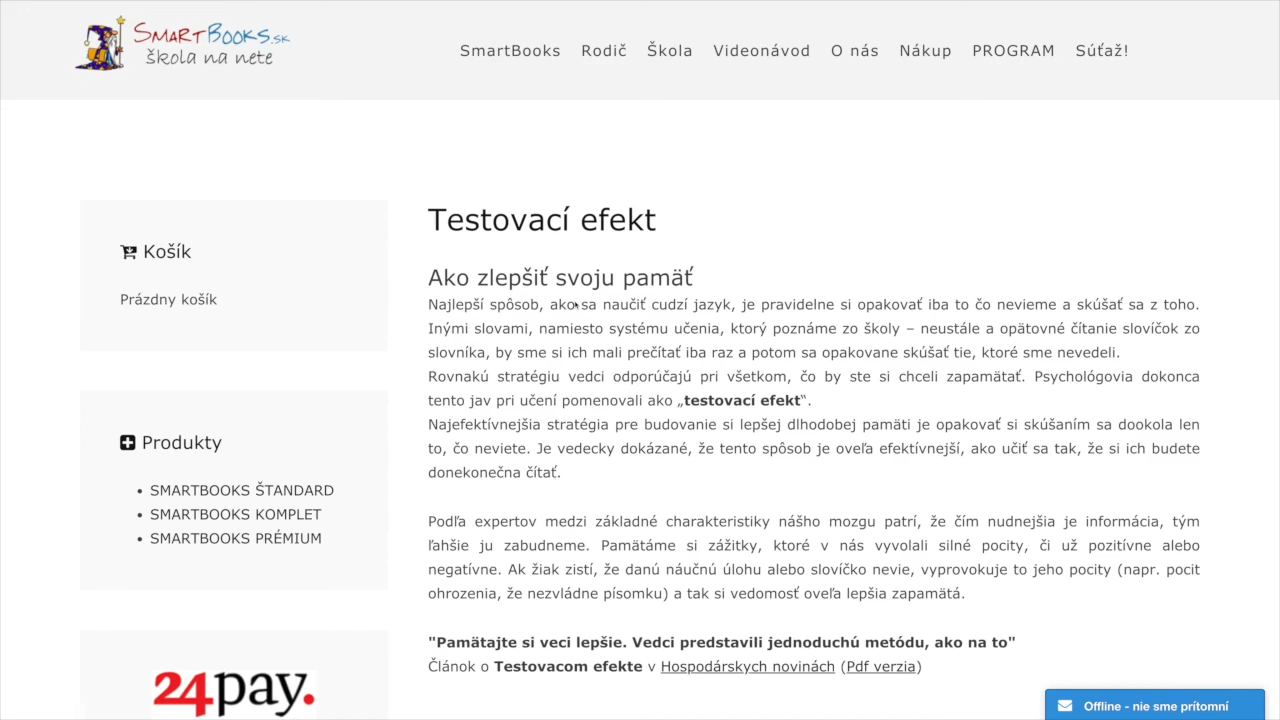 SmartBooks.sk
škola na nete
SmartBooks Rodič Škola Videonávod O nás Nákup PROGRAM Súťaž!
Košík
Prázdny košík
Produkty
• SMARTBOOKS ŠTANDARD
• SMARTBOOKS KOMPLET
• SMARTBOOKS PRÉMIUM
24pay.
Testovací efekt
Ako zlepšiť svoju pamäť
Najlepší spôsob, ako sa naučiť cudzí jazyk, je pravidelne si opakovať iba to čo nevieme a skúšať sa z toho.
Inými slovami, namiesto systému učenia, ktorý poznáme zo školy – neustále a opätovné čítanie slovíčok zo
slovníka, by sme si ich mali prečítať iba raz a potom sa opakovane skúšať tie, ktoré sme nevedeli.
Rovnakú stratégiu vedci odporúčajú pri všetkom, čo by ste si chceli zapamätať. Psychológovia dokonca
tento jav pri učení pomenovali ako „testovací efekt“.
Najefektívnejšia stratégia pre budovanie si lepšej dlhodobej pamäti je opakovať si skúšaním sa dookola len
to, čo neviete. Je vedecky dokázané, že tento spôsob je oveľa efektívnejší, ako učiť sa tak, že si ich budete
donekonečna čítať.
Podľa expertov medzi základné charakteristiky nášho mozgu patrí, že čím nudnejšia je informácia, tým
ľahšie ju zabudneme. Pamätáme si zážitky, ktoré v nás vyvolali silné pocity, či už pozitívne alebo
negatívne. Ak žiak zistí, že danú náučnú úlohu alebo slovíčko nevie, vyprovokuje to jeho pocity (napr. pocit
ohrozenia, že nezvládne písomku) a tak si vedomosť oveľa lepšia zapamätá.
"Pamätajte si veci lepšie. Vedci predstavili jednoduchú metódu, ako na to"
Článok o Testovacom efekte v Hospodárskych novinách (Pdf verzia)
Offline - nie sme prítomní